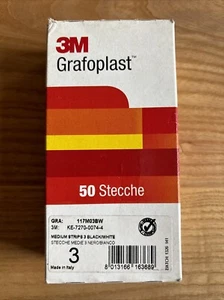 3M
Grafoplast™
50 Stecche
GRA: 117M03BW
3M: KE-7270-0074-4
MEDIUM STRIPS 3 BLACK/WHITE
STECCHE MEDIE 3 NERO/BIANCO
3
Made in Italy
8 013166 163689